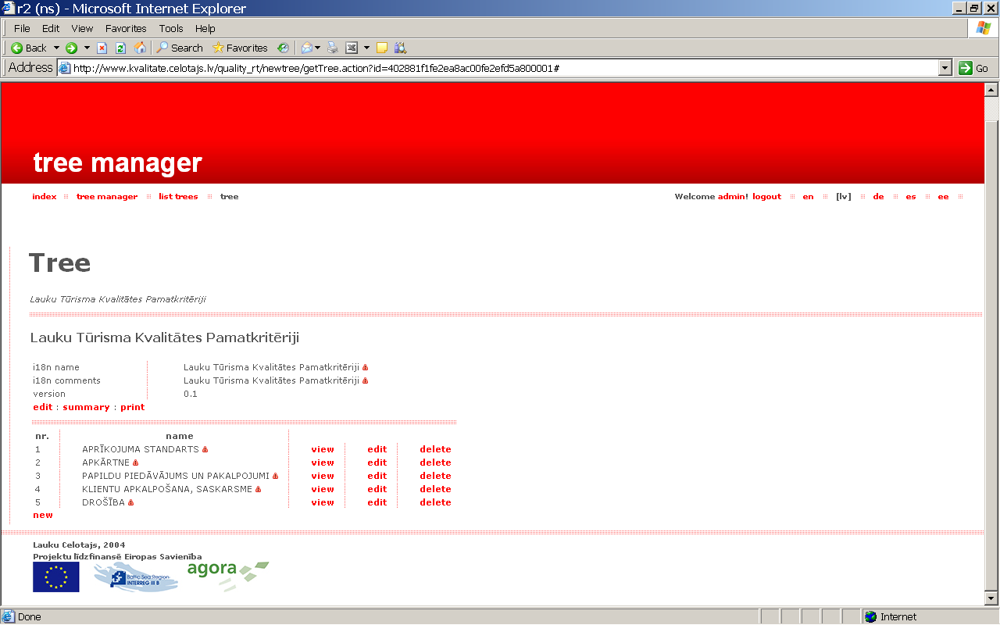 r2 (ns) - Microsoft Internet Explorer
File Edit View Favorites Tools Help
Back Search Favorites
Address http://www.kvalitate.celotajs.lv/quality_rt/newtree/getTree.action?id=402881f1fe2ea8ac00fe2efd5a800001# Go
tree manager
index tree manager list trees tree Welcome admin! logout en [lv] de es ee
Tree
Lauku Tūrisma Kvalitātes Pamatkritēriji
Lauku Tūrisma Kvalitātes Pamatkritēriji
i18n name Lauku Tūrisma Kvalitātes Pamatkritēriji
i18n comments Lauku Tūrisma Kvalitātes Pamatkritēriji
version 0.1
edit : summary : print
nr. name
1 APRĪKOJUMA STANDARTS view edit delete
2 APKĀRTNE view edit delete
3 PAPILDU PIEDĀVĀJUMS UN PAKALPOJUMI view edit delete
4 KLIENTU APKALPOŠANA, SASKARSME view edit delete
5 DROŠĪBA view edit delete
new
Lauku Celotajs, 2004
Projektu līdzfinansē Eiropas Savienība
Baltic Sea Region
INTERREG III B
agora
Done Internet